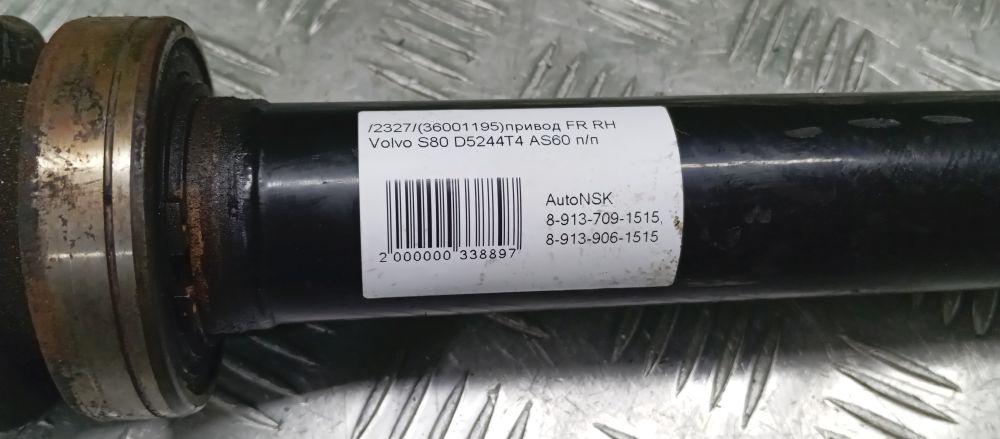 /2327/(36001195)привод FR RH
Volvo S80 D5244T4 AS60 п/п
AutoNSK
8-913-709-1515,
8-913-906-1515
2 000000 338897